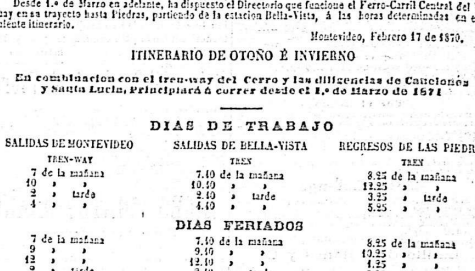 Desde 1.º de Marzo en adelante, ha dispuesto el Directorio que funcione el Ferro-Carril Central del
way en su trayecto hasta Piedras, partiendo de la estacion Bella-Vista, á las horas determinadas en el
iente itinerario.
Montevideo, Febrero 17 de 1870.
ITINERARIO DE OTOÑO É INVIERNO
En combinacion con el tren-way del Cerro y las diligencias de Canelones
y Santa Lucia, Principiará á correr desde el 1.º de Marzo de 1871
DIAS DE TRABAJO
SALIDAS DE MONTEVIDEO SALIDAS DE BELLA-VISTA REGRESOS DE LAS PIEDR
TREN-WAY TREN TREN
7 de la mañana 7.40 de la mañana 8.25 de la mañana
10 » » 10.40 » » 12.25 » »
2 » tarde 2.40 » tarde 3.25 » tarde
4 » » 4.40 » » 5.25 » »
DIAS FERIADOS
7 de la mañana 7.40 de la mañana 8.25 de la mañana
9 » » 9.40 » » 10.25 » »
12 » » 12.40 » » 1.25 » »
2 » tarde 2.40 » tarde